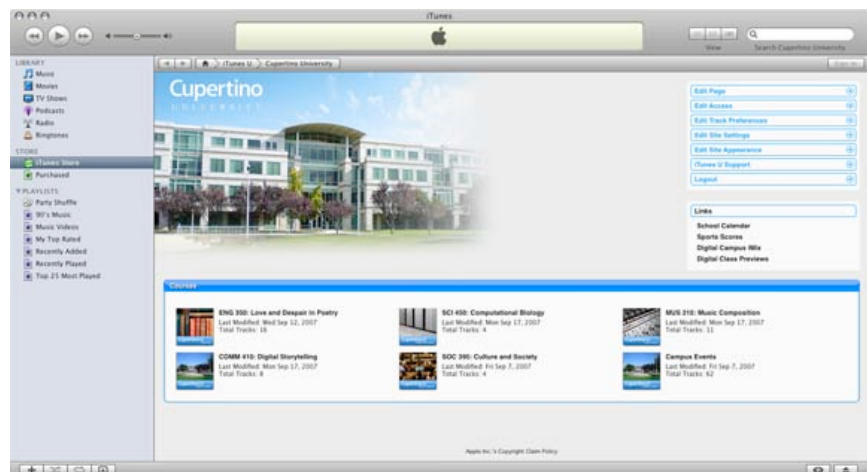 iTunes
View
Search Cupertino University
LIBRARY
Music
Movies
TV Shows
Podcasts
Radio
Ringtones
STORE
iTunes Store
Purchased
PLAYLISTS
Party Shuffle
90's Music
Music Videos
My Top Rated
Recently Added
Recently Played
Top 25 Most Played
iTunes U
Cupertino University
Sign In
Cupertino
UNIVERSITY
Edit Page
Edit Access
Edit Track Preferences
Edit Site Settings
Edit Site Appearance
iTunes U Support
Logout
Links
School Calendar
Sports Scores
Digital Campus iMix
Digital Class Previews
Courses
ENG 350: Love and Despair in Poetry
Last Modified: Wed Sep 12, 2007
Total Tracks: 16
SCI 450: Computational Biology
Last Modified: Mon Sep 17, 2007
Total Tracks: 4
MUS 210: Music Composition
Last Modified: Mon Sep 17, 2007
Total Tracks: 11
COMM 410: Digital Storytelling
Last Modified: Mon Sep 17, 2007
Total Tracks: 8
SOC 395: Culture and Society
Last Modified: Fri Sep 7, 2007
Total Tracks: 4
Campus Events
Last Modified: Fri Sep 7, 2007
Total Tracks: 62
Apple Inc.'s Copyright Claim Policy